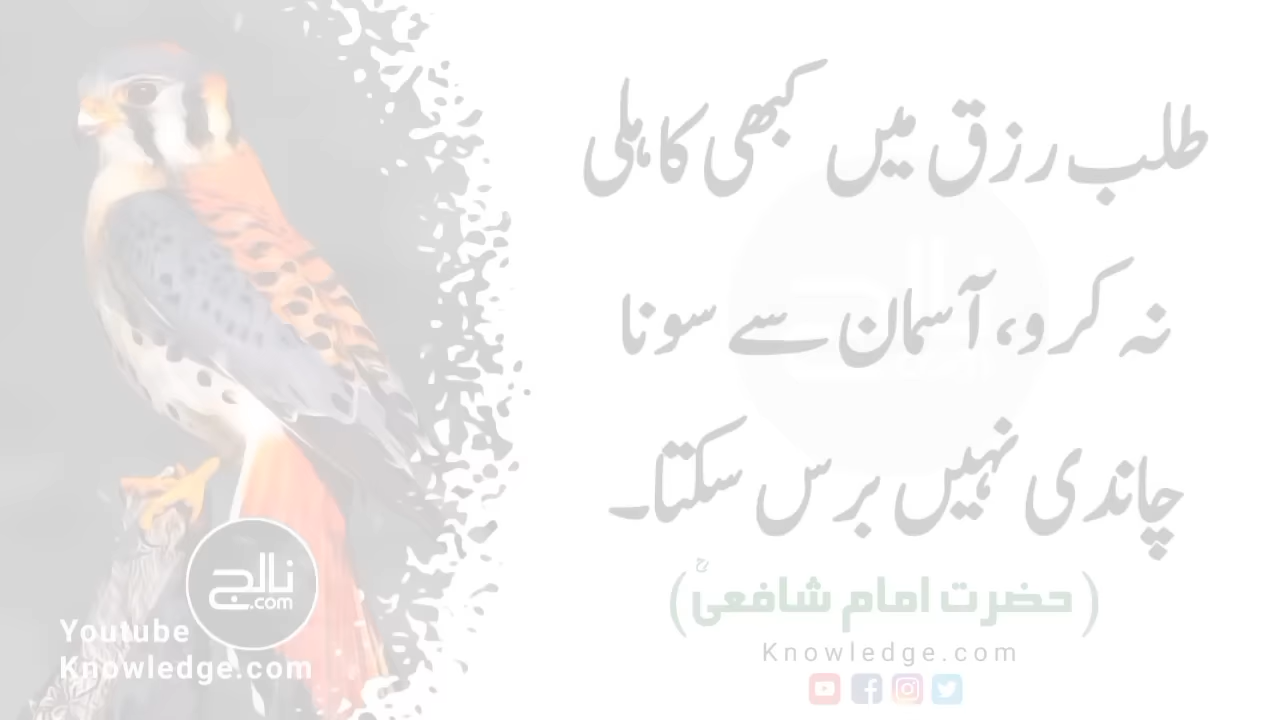 طلب رزق میں کبھی کاہلی
نہ کرو، آسمان سے سونا
چاندی نہیں برس سکتا۔
(حضرت امام شافعیؒ)
Knowledge.com
نالج
.com
Youtube
Knowledge.com